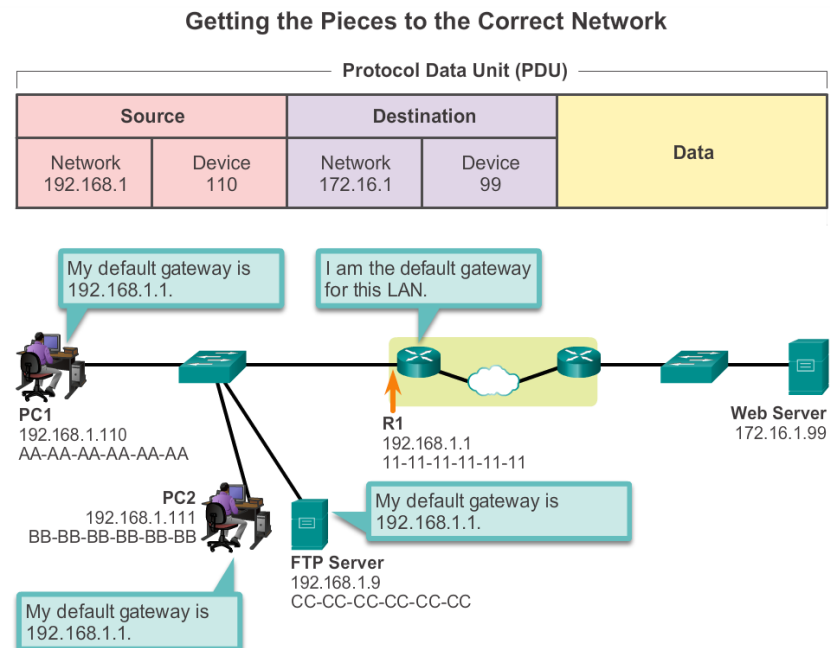 Getting the Pieces to the Correct Network
Protocol Data Unit (PDU)
Source
Destination
Data
Network
192.168.1
Device
110
Network
172.16.1
Device
99
My default gateway is
192.168.1.1.
I am the default gateway
for this LAN.
PC1
192.168.1.110
AA-AA-AA-AA-AA-AA
R1
192.168.1.1
11-11-11-11-11-11
Web Server
172.16.1.99
PC2
192.168.1.111
BB-BB-BB-BB-BB-BB
My default gateway is
192.168.1.1.
FTP Server
192.168.1.9
CC-CC-CC-CC-CC-CC
My default gateway is
192.168.1.1.